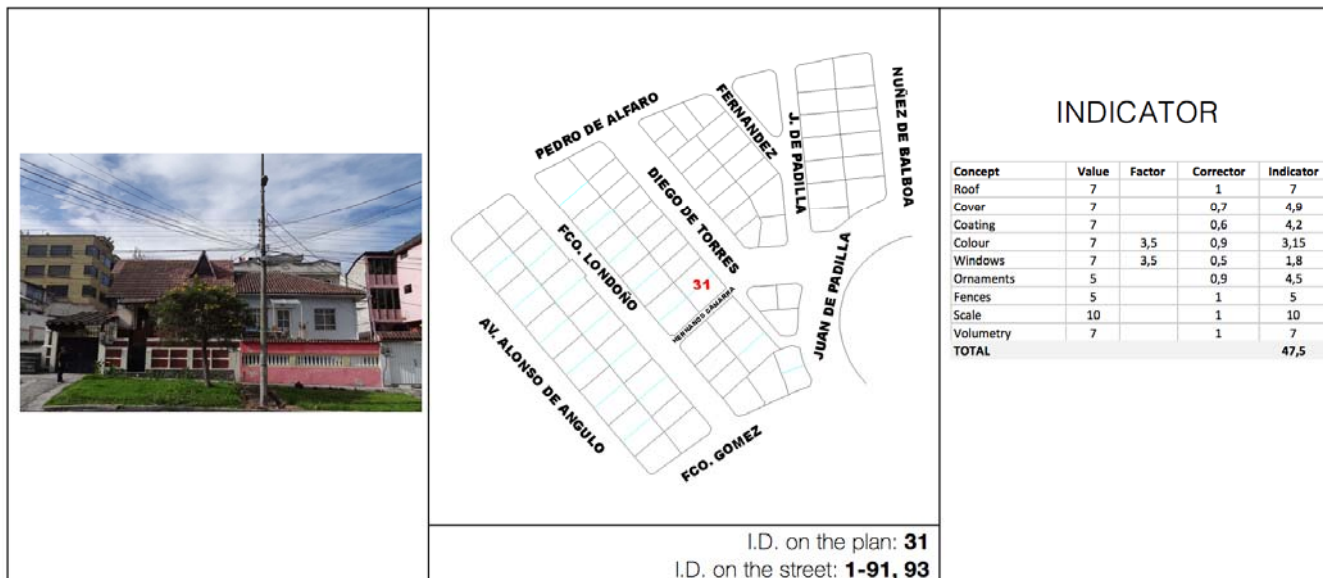 PEDRO DE ALFARO
FERNANDEZ
J. DE PADILLA
NUÑEZ DE BALBOA
DIEGO DE TORRES
FCO. LONDOÑO
31
HERNANDO GAMARRA
JUAN DE PADILLA
AV. ALONSO DE ANGULO
FCO. GOMEZ
I.D. on the plan: 31
I.D. on the street: 1-91, 93
INDICATOR
Concept Value Factor Corrector Indicator
Roof 7 1 7
Cover 7 0,7 4,9
Coating 7 0,6 4,2
Colour 7 3,5 0,9 3,15
Windows 7 3,5 0,5 1,8
Ornaments 5 0,9 4,5
Fences 5 1 5
Scale 10 1 10
Volumetry 7 1 7
TOTAL 47,5